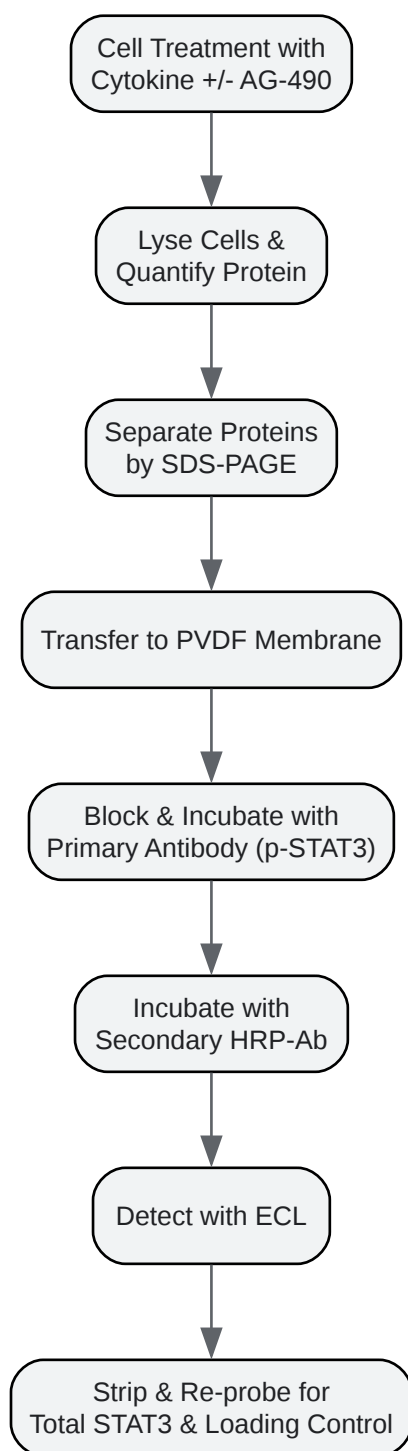 Cell Treatment with
Cytokine +/- AG-490
Lyse Cells &
Quantify Protein
Separate Proteins
by SDS-PAGE
Transfer to PVDF Membrane
Block & Incubate with
Primary Antibody (p-STAT3)
Incubate with
Secondary HRP-Ab
Detect with ECL
Strip & Re-probe for
Total STAT3 & Loading Control